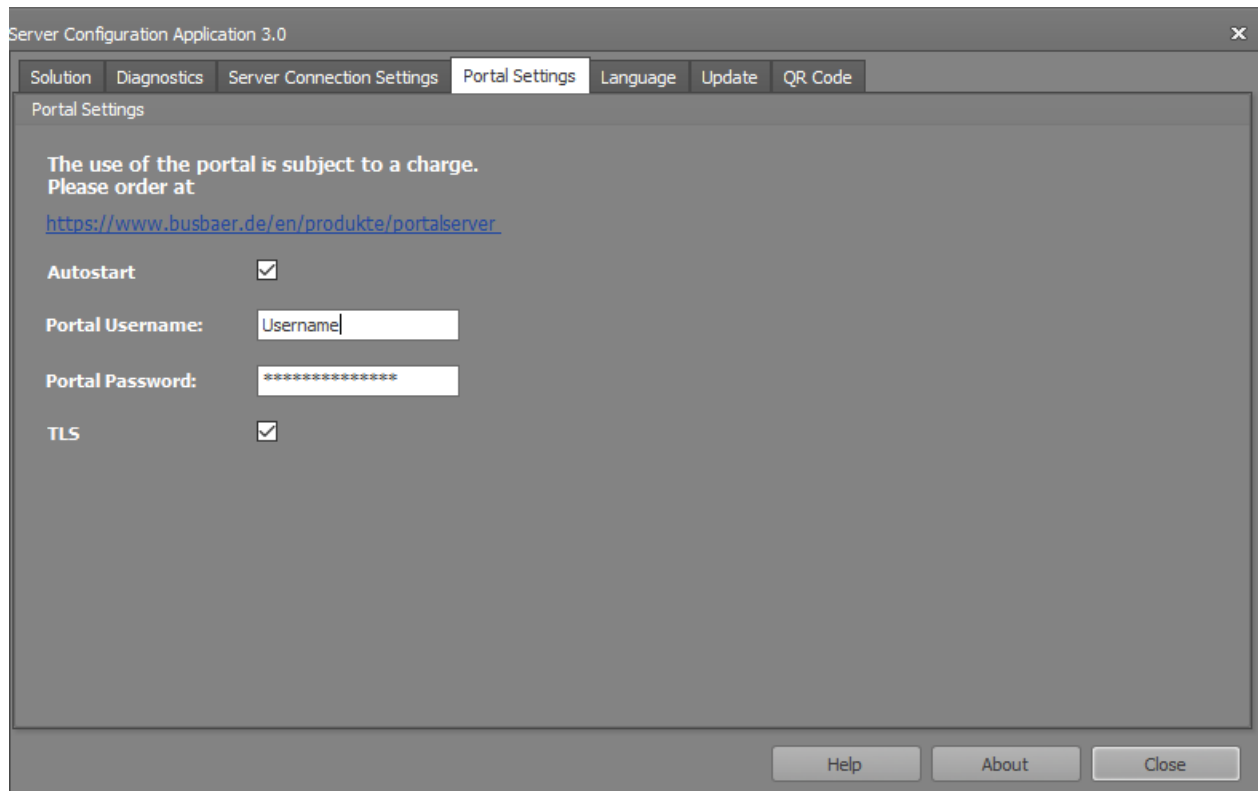 Server Configuration Application 3.0
Solution Diagnostics Server Connection Settings Portal Settings Language Update QR Code
Portal Settings
The use of the portal is subject to a charge.
Please order at
https://www.busbaer.de/en/produkte/portalserver
Autostart
Portal Username: Username
Portal Password: **************
TLS
Help About Close